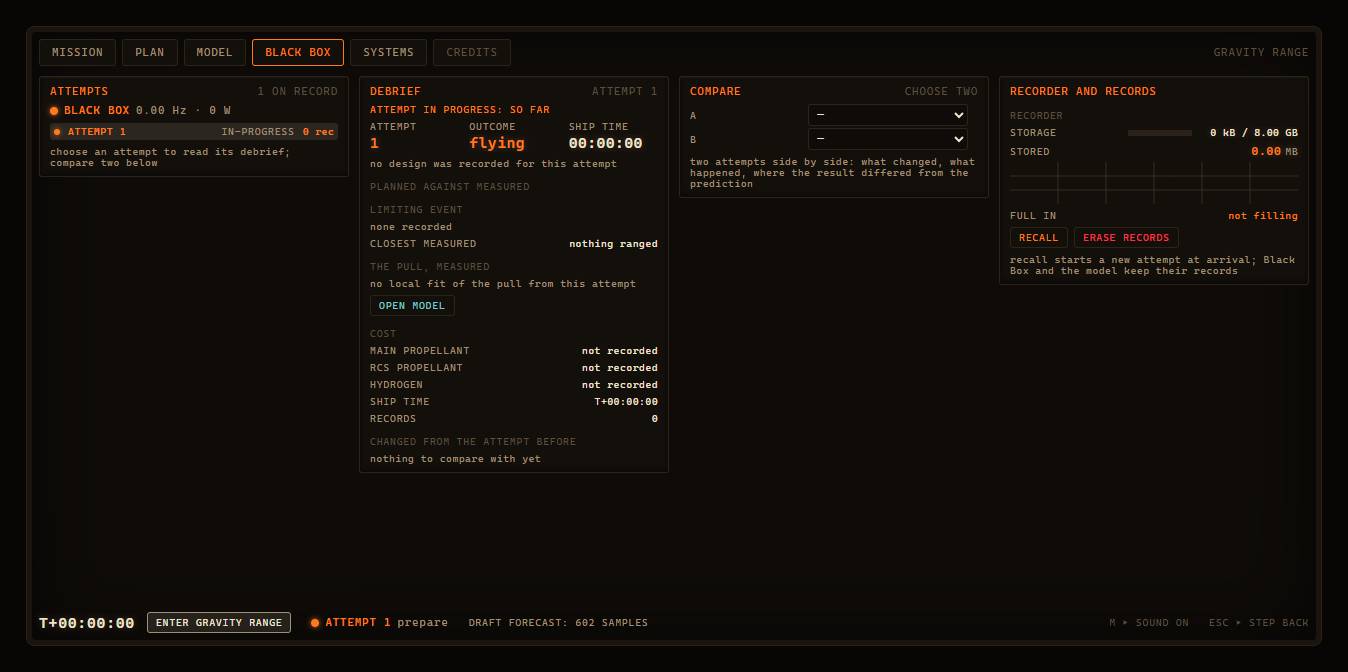 MISSION PLAN MODEL BLACK BOX SYSTEMS CREDITS GRAVITY RANGE
ATTEMPTS 1 ON RECORD
BLACK BOX 0.00 Hz · 0 W
ATTEMPT 1 IN-PROGRESS 0 rec
choose an attempt to read its debrief;
compare two below
DEBRIEF ATTEMPT 1
ATTEMPT IN PROGRESS: SO FAR
ATTEMPT OUTCOME SHIP TIME
1 flying 00:00:00
no design was recorded for this attempt
PLANNED AGAINST MEASURED
LIMITING EVENT
none recorded
CLOSEST MEASURED nothing ranged
THE PULL, MEASURED
no local fit of the pull from this attempt
OPEN MODEL
COST
MAIN PROPELLANT not recorded
RCS PROPELLANT not recorded
HYDROGEN not recorded
SHIP TIME T+00:00:00
RECORDS 0
CHANGED FROM THE ATTEMPT BEFORE
nothing to compare with yet
COMPARE CHOOSE TWO
A —
B —
two attempts side by side: what changed, what
happened, where the result differed from the
prediction
RECORDER AND RECORDS
RECORDER
STORAGE 0 kB / 8.00 GB
STORED 0.00 MB
FULL IN not filling
RECALL ERASE RECORDS
recall starts a new attempt at arrival; Black
Box and the model keep their records
T+00:00:00 ENTER GRAVITY RANGE ATTEMPT 1 prepare DRAFT FORECAST: 602 SAMPLES M ▸ SOUND ON ESC ▸ STEP BACK